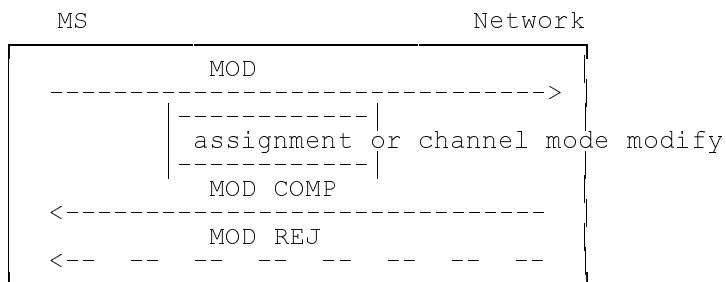 MS Network
MOD
assignment or channel mode modify
MOD COMP
MOD REJ